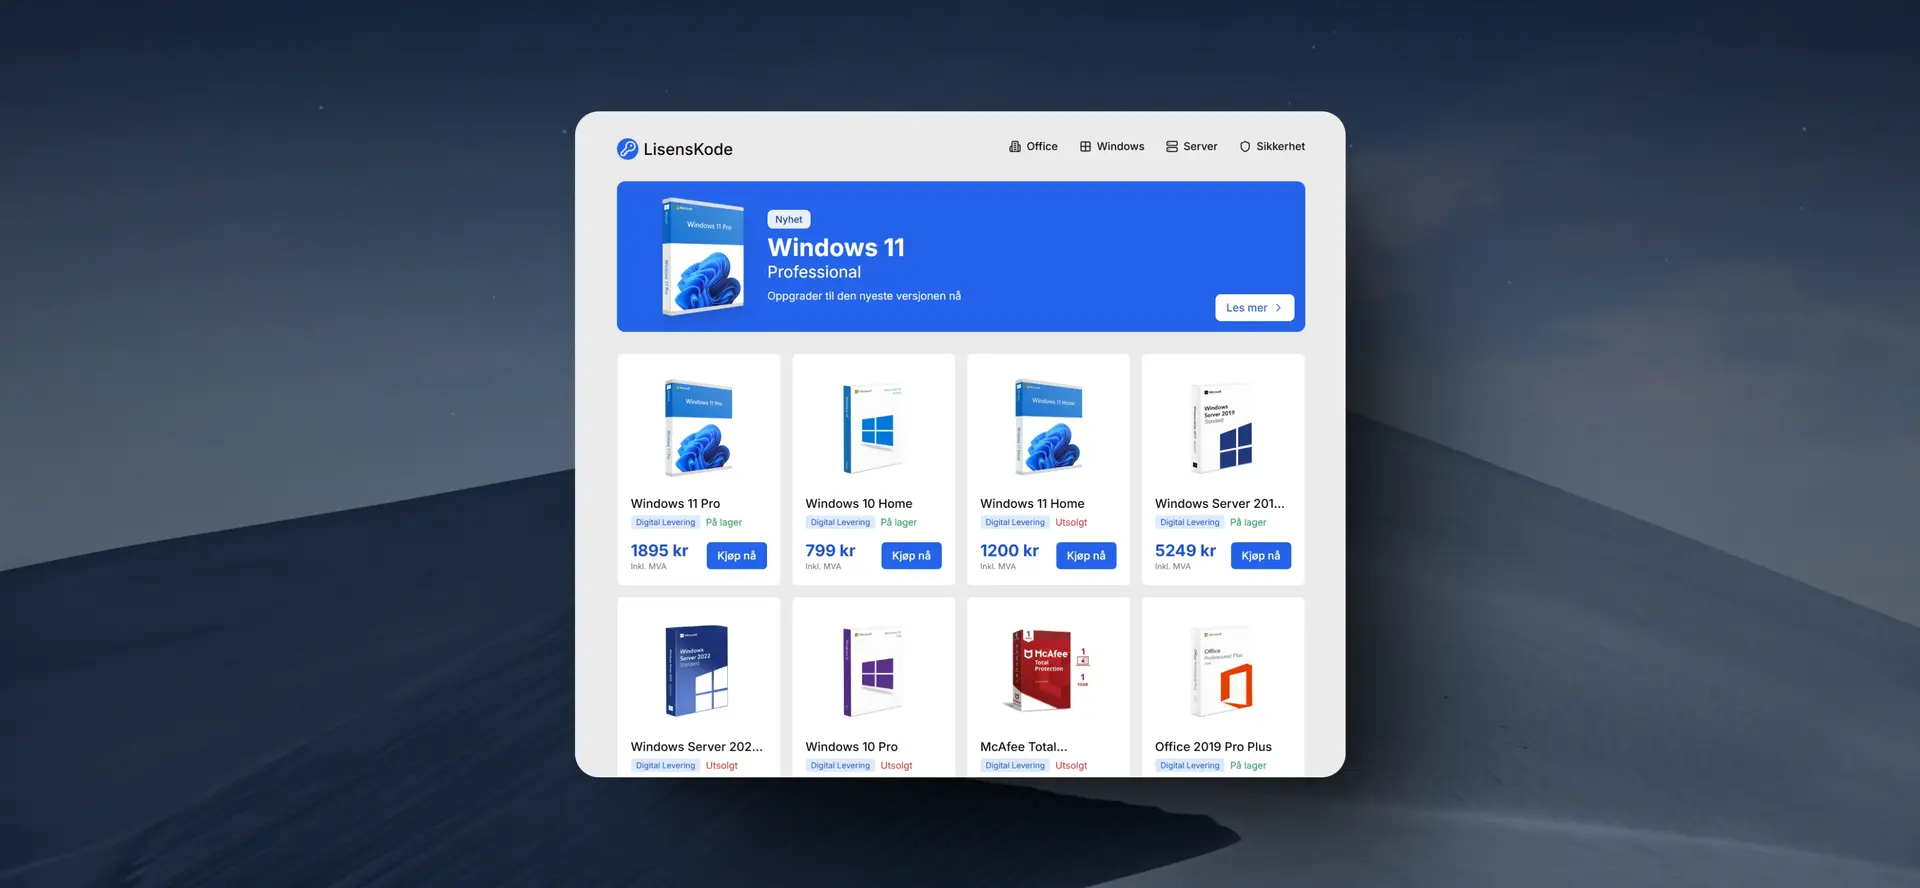 LisensKode
Office
Windows
Server
Sikkerhet
Microsoft
Windows 11 Pro
Nyhet
Windows 11
Professional
Oppgrader til den nyeste versjonen nå
Les mer
Windows 11 Pro
Windows 11 Home
Microsoft
Windows
Server 2019
Standard
Windows 11 Pro
Digital Levering På lager
1895 kr
Inkl. MVA
Kjøp nå
Windows 10 Home
Digital Levering På lager
799 kr
Inkl. MVA
Kjøp nå
Windows 11 Home
Digital Levering Utsolgt
1200 kr
Inkl. MVA
Kjøp nå
Windows Server 201...
Digital Levering På lager
5249 kr
Inkl. MVA
Kjøp nå
Microsoft
Windows
Server 2022
Standard
1
McAfee
Total
Protection
1
1
YEAR
Office
Professional Plus
Windows Server 202...
Digital Levering Utsolgt
Windows 10 Pro
Digital Levering Utsolgt
McAfee Total...
Digital Levering Utsolgt
Office 2019 Pro Plus
Digital Levering På lager